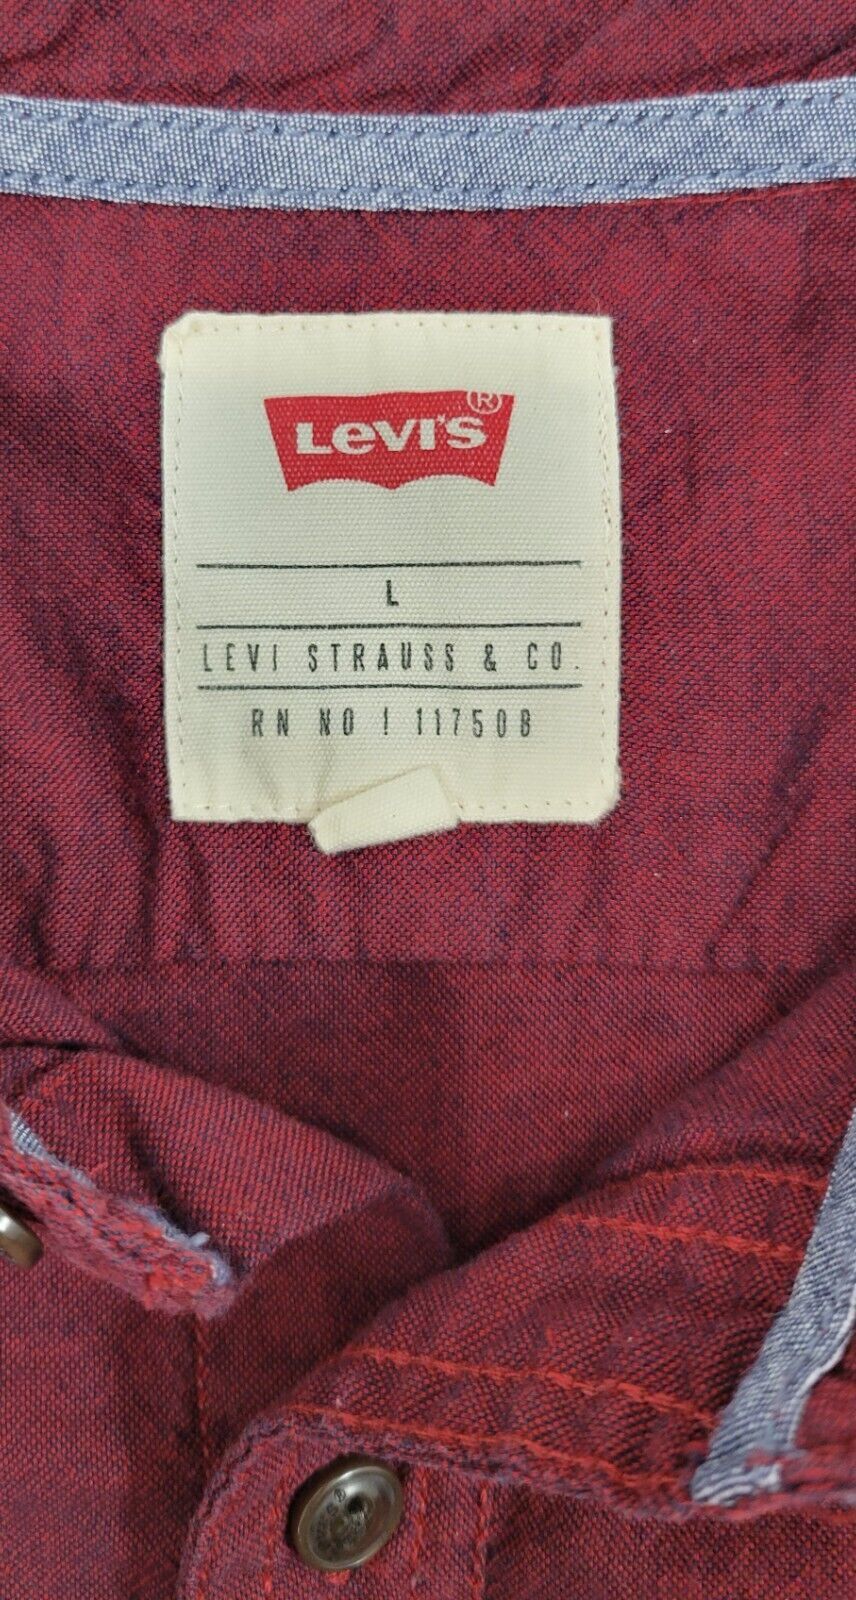 LEVI'S®
L
LEVI STRAUSS & CO.
RN NO ! 117508